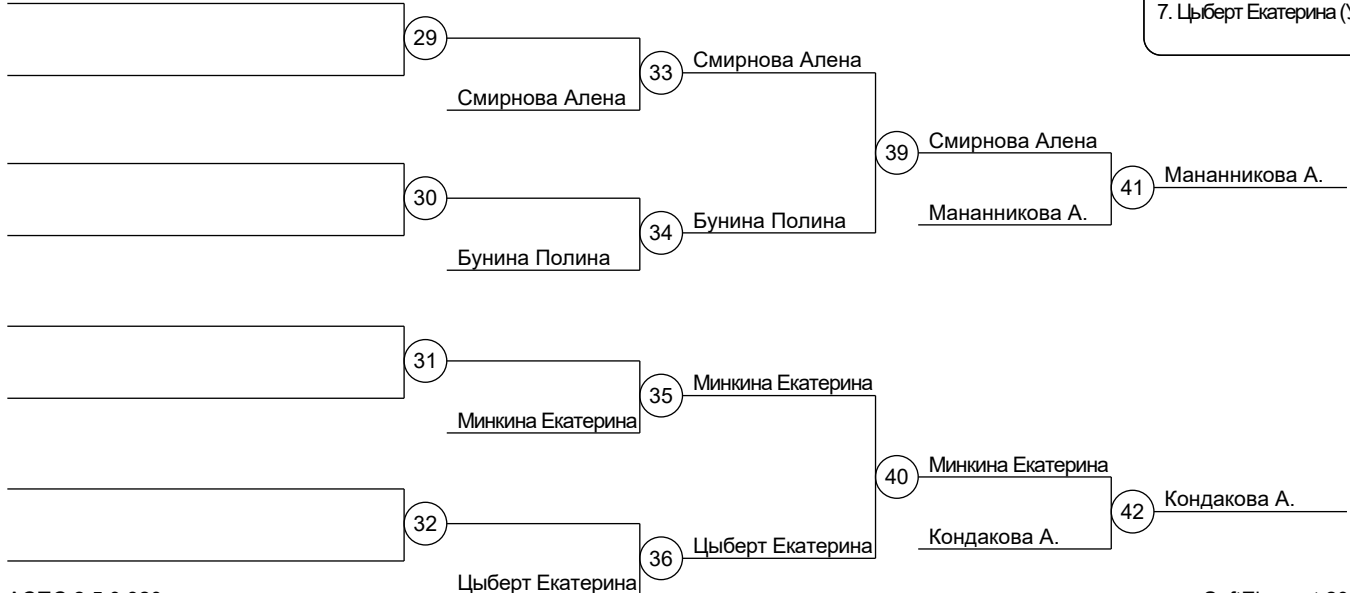 7. Цыберт Екатерина (
29
33
Смирнова Алена
Смирнова Алена
39
Смирнова Алена
41
Мананникова А.
30
34
Бунина Полина
Мананникова А.
Бунина Полина
31
35
Минкина Екатерина
Минкина Екатерина
40
Минкина Екатерина
42
Кондакова А.
32
36
Цыберт Екатерина
Кондакова А.
Цыберт Екатерина